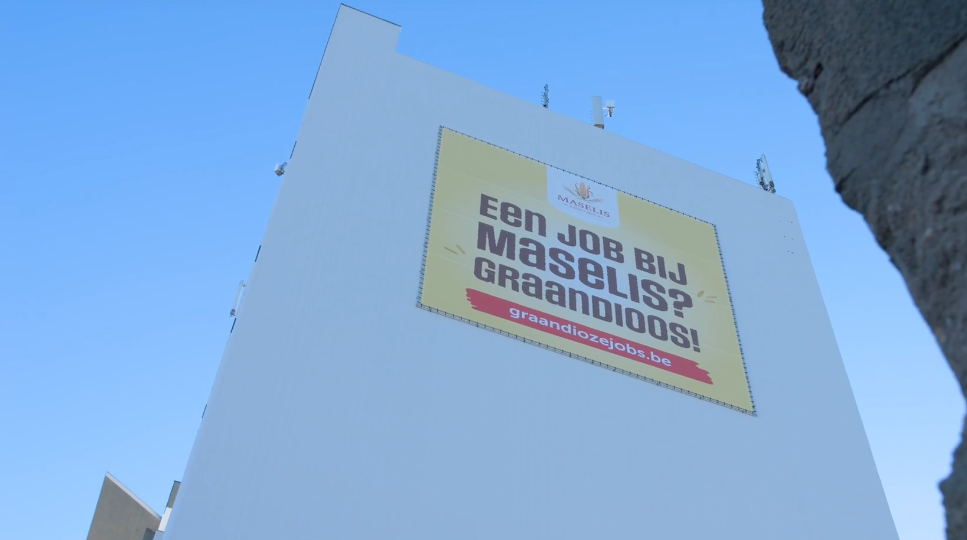 MASELIS
Een JOB BIJ
Maselis?
GRaanDIOOS!
graandiozejobs.be